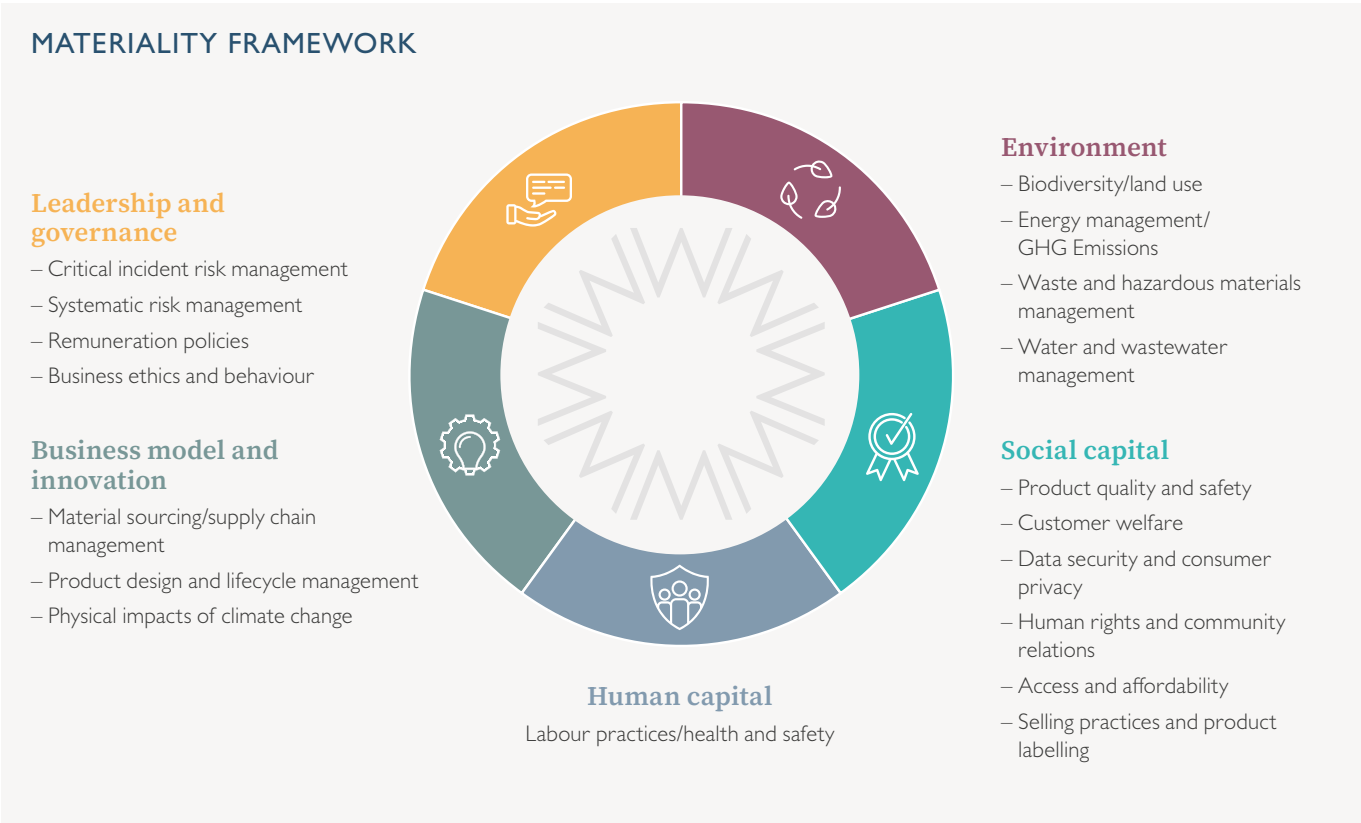 MATERIALITY FRAMEWORK
Leadership and
governance
– Critical incident risk management
– Systematic risk management
– Remuneration policies
– Business ethics and behaviour
Business model and
innovation
– Material sourcing/supply chain
management
– Product design and lifecycle management
– Physical impacts of climate change
Human capital
Labour practices/health and safety
Environment
– Biodiversity/land use
– Energy management/
GHG Emissions
– Waste and hazardous materials
management
– Water and wastewater
management
Social capital
– Product quality and safety
– Customer welfare
– Data security and consumer
privacy
– Human rights and community
relations
– Access and affordability
– Selling practices and product
labelling